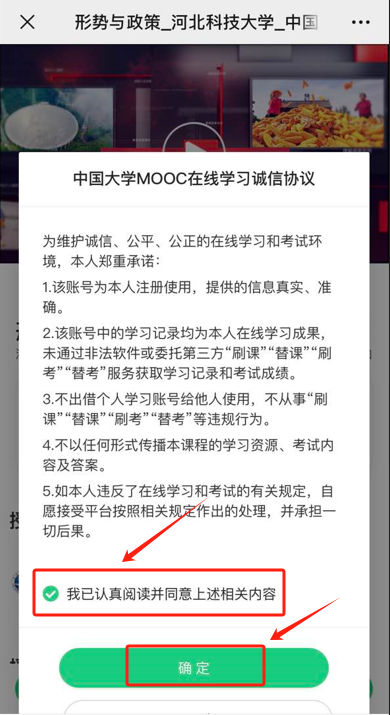 形势与政策_河北科技大学_中国
中国大学MOOC在线学习诚信协议
为维护诚信、公平、公正的在线学习和考试环
境，本人郑重承诺：
1.该账号为本人注册使用，提供的信息真实、准
确。
2.该账号中的学习记录均为本人在线学习成果，
未通过非法软件或委托第三方“刷课”“替课”“刷
考”“替考”服务获取学习记录和考试成绩。
3.不出借个人学习账号给他人使用，不从事“刷
课”“替课”“刷考”“替考”等违规行为。
4.不以任何形式传播本课程的学习资源、考试内
容及答案。
5.如本人违反了在线学习和考试的有关规定，自
愿接受平台按照相关规定作出的处理，并承担一
切后果。
我已认真阅读并同意上述相关内容
确定